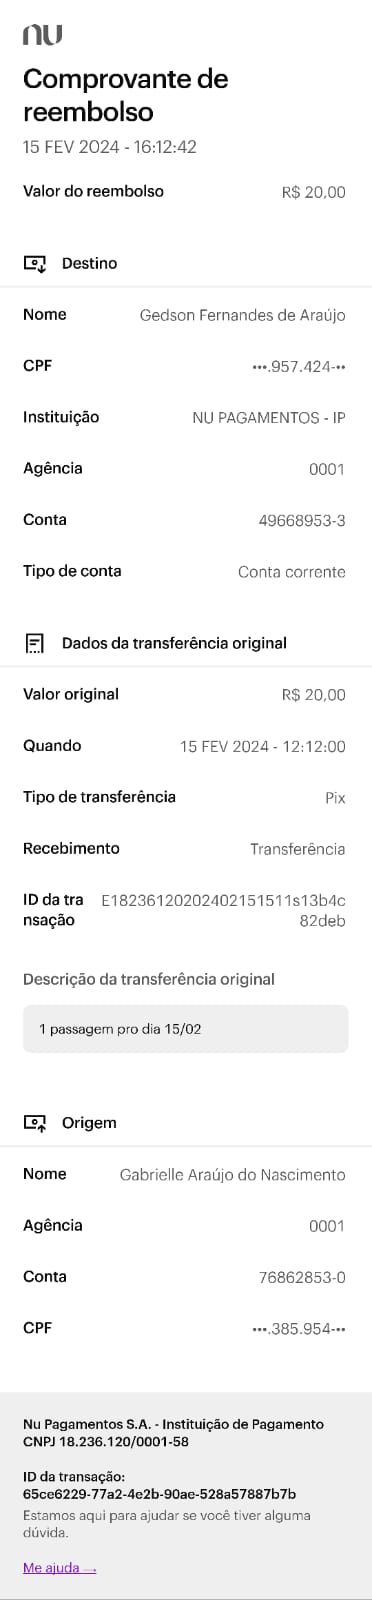 nu
Comprovante de
reembolso
15 FEV 2024 - 16:12:42
Valor do reembolso R$ 20,00
Destino
Nome Gedson Fernandes de Araújo
CPF •••.957.424-••
Instituição NU PAGAMENTOS - IP
Agência 0001
Conta 49668953-3
Tipo de conta Conta corrente
Dados da transferência original
Valor original R$ 20,00
Quando 15 FEV 2024 - 12:12:00
Tipo de transferência Pix
Recebimento Transferência
ID da tra E18236120202402151511s13b4c
nsação 82deb
Descrição da transferência original
1 passagem pro dia 15/02
Origem
Nome Gabrielle Araújo do Nascimento
Agência 0001
Conta 76862853-0
CPF •••.385.954-••
Nu Pagamentos S.A. - Instituição de Pagamento
CNPJ 18.236.120/0001-58
ID da transação:
65ce6229-77a2-4e2b-90ae-528a57887b7b
Estamos aqui para ajudar se você tiver alguma
dúvida.
Me ajuda →